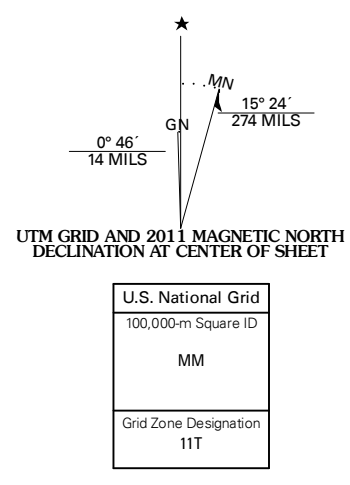 MN
GN
15° 24´
274 MILS
0° 46´
14 MILS
UTM GRID AND 2011 MAGNETIC NORTH
DECLINATION AT CENTER OF SHEET
U.S. National Grid
100,000-m Square ID
MM
Grid Zone Designation
11T